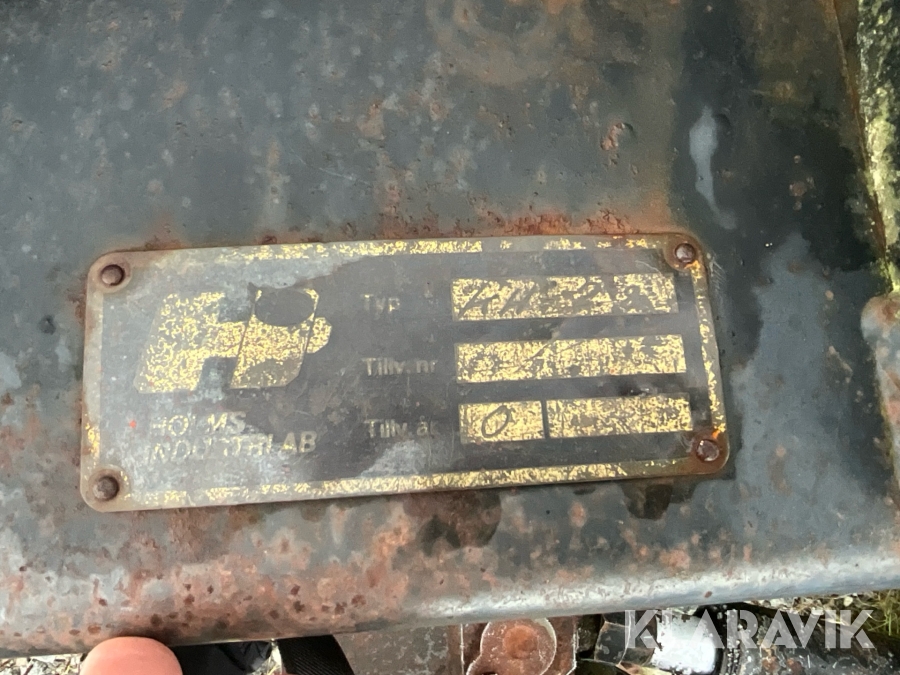 Typ
Tillv. nr
Tillv. år 0
HOLMS
INDUSTRI AB
KLARAVIK